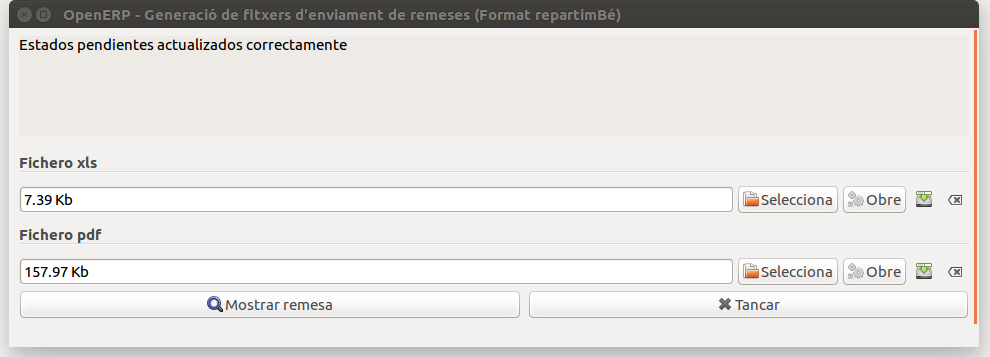 OpenERP - Generació de fitxers d'enviament de remeses (Format repartimBé)
Estados pendientes actualizados correctamente
Fichero xls
7.39 Kb Selecciona Obre
Fichero pdf
157.97 Kb Selecciona Obre
Mostrar remesa Tancar